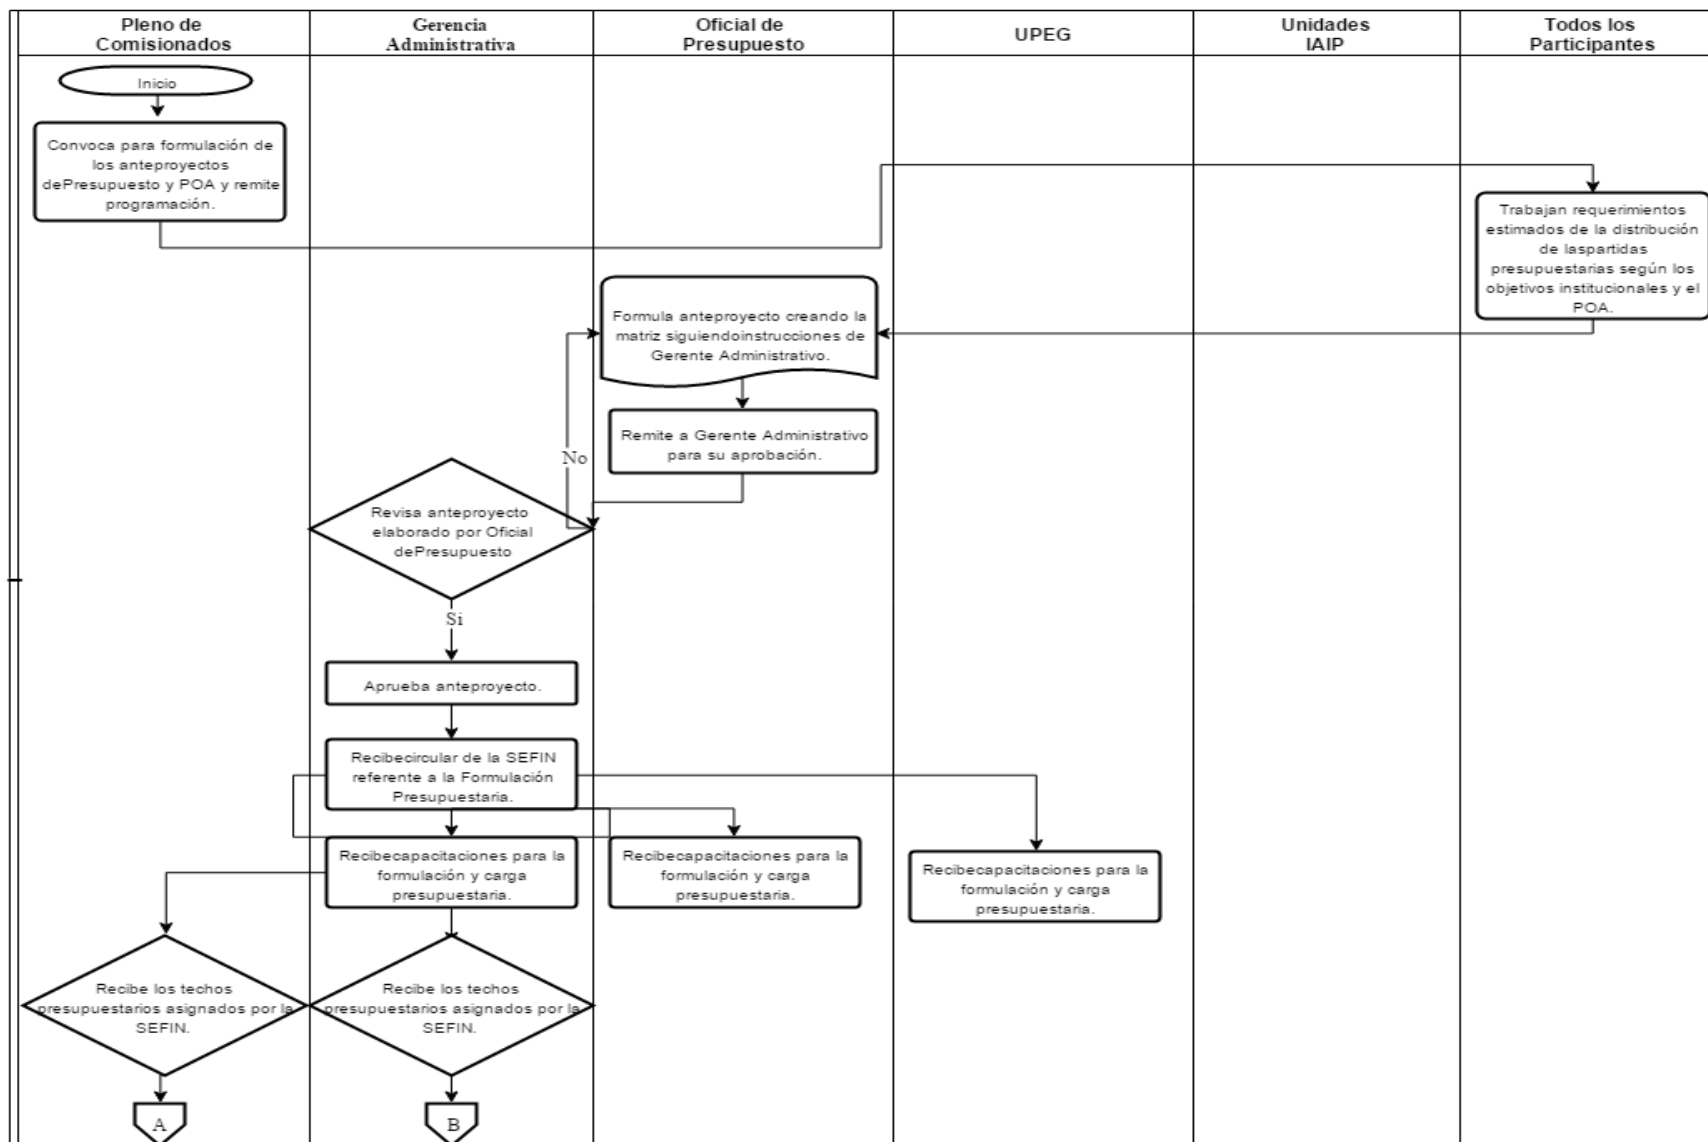 Pleno de
Comisionados
Gerencia
Administrativa
Oficial de
Presupuesto
UPEG
Unidades
IAIP
Todos los
Participantes
Inicio
Convoca para formulación de
los anteproyectos
dePresupuesto y POA y remite
programación.
Trabajan requerimientos
estimados de la distribución
de laspartidas
presupuestarias según los
objetivos institucionales y el
POA.
Formula anteproyecto creando la
matriz siguiendoinstrucciones de
Gerente Administrativo.
Remite a Gerente Administrativo
para su aprobación.
No
Revisa anteproyecto
elaborado por Oficial
dePresupuesto
Si
Aprueba anteproyecto.
Recibecircular de la SEFIN
referente a la Formulación
Presupuestaria.
Recibecapacitaciones para la
formulación y carga
presupuestaria.
Recibecapacitaciones para la
formulación y carga
presupuestaria.
Recibecapacitaciones para la
formulación y carga
presupuestaria.
Recibe los techos
presupuestarios asignados por la
SEFIN.
Recibe los techos
presupuestarios asignados por la
SEFIN.
A
B